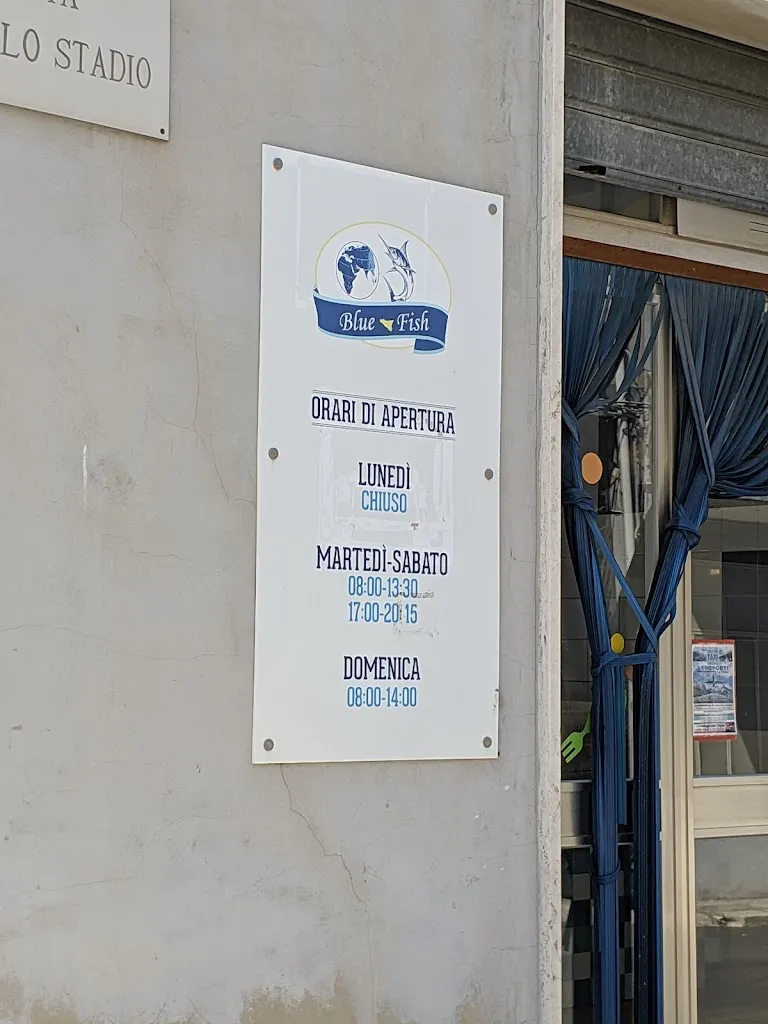 LO STADIO
Blue Fish
ORARI DI APERTURA
LUNEDÌ
CHIUSO
MARTEDÌ-SABATO
08:00-13:30
17:00-20:15
DOMENICA
08:00-14:00
TAXI